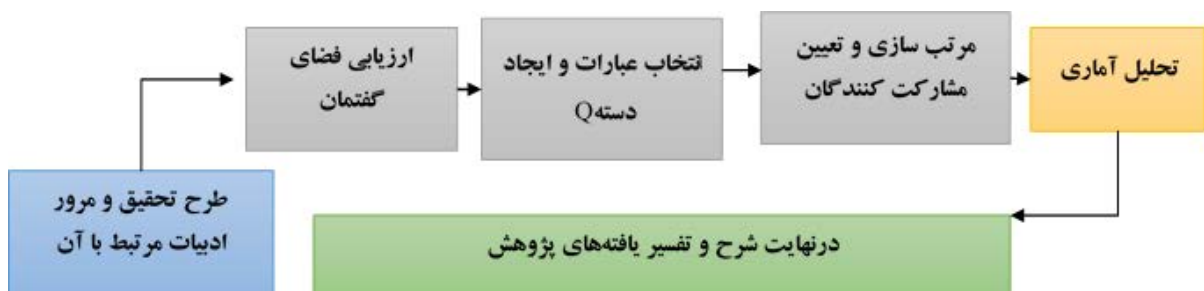 طرح تحقیق و مرور
ادبیات مرتبط با آن
ارزیابی فضای
گفتمان
انتخاب عبارات و ایجاد
دستهQ
مرتب سازی و تعیین
مشارکت کنندگان
تحلیل آماری
درنهایت شرح و تفسیر یافته‌های پژوهش